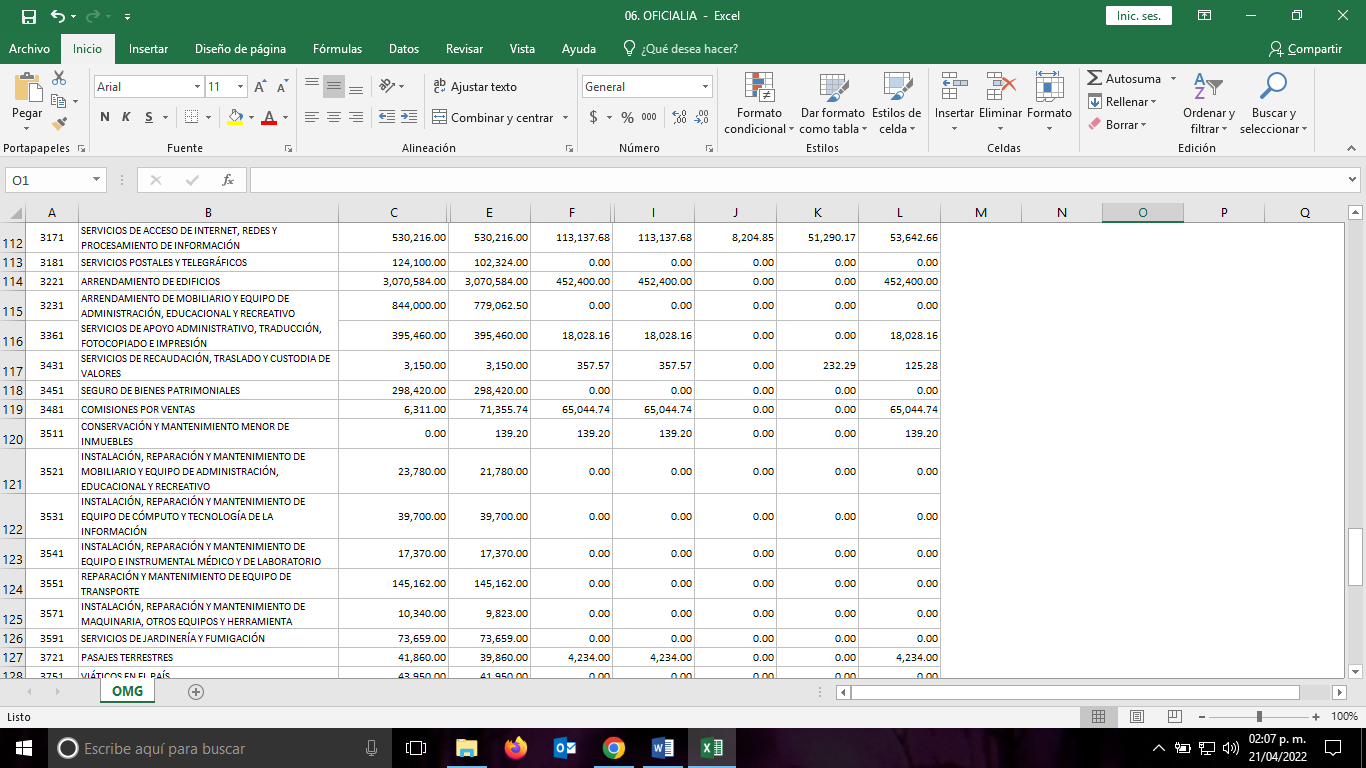 06. OFICIALIA - Excel
Inic. ses.
Archivo Inicio Insertar Diseño de página Fórmulas Datos Revisar Vista Ayuda ¿Qué desea hacer? Compartir
Pegar
Arial 11
N K S
Ajustar texto
Combinar y centrar
General
$ % 000
Formato condicional
Dar formato como tabla
Estilos de celda
Insertar Eliminar Formato
Autosuma
Rellenar
Borrar
Ordenar y filtrar
Buscar y seleccionar
Portapapeles Fuente Alineación Número Estilos Celdas Edición
O1 fx
A B C E F I J K L M N O P Q
112 3171 SERVICIOS DE ACCESO DE INTERNET, REDES Y
PROCESAMIENTO DE INFORMACIÓN 530,216.00 530,216.00 113,137.68 113,137.68 8,204.85 51,290.17 53,642.66
113 3181 SERVICIOS POSTALES Y TELEGRÁFICOS 124,100.00 102,324.00 0.00 0.00 0.00 0.00 0.00
114 3221 ARRENDAMIENTO DE EDIFICIOS 3,070,584.00 3,070,584.00 452,400.00 452,400.00 0.00 0.00 452,400.00
115 3231 ARRENDAMIENTO DE MOBILIARIO Y EQUIPO DE
ADMINISTRACIÓN, EDUCACIONAL Y RECREATIVO 844,000.00 779,062.50 0.00 0.00 0.00 0.00 0.00
116 3361 SERVICIOS DE APOYO ADMINISTRATIVO, TRADUCCIÓN,
FOTOCOPIADO E IMPRESIÓN 395,460.00 395,460.00 18,028.16 18,028.16 0.00 0.00 18,028.16
117 3431 SERVICIOS DE RECAUDACIÓN, TRASLADO Y CUSTODIA DE
VALORES 3,150.00 3,150.00 357.57 357.57 0.00 232.29 125.28
118 3451 SEGURO DE BIENES PATRIMONIALES 298,420.00 298,420.00 0.00 0.00 0.00 0.00 0.00
119 3481 COMISIONES POR VENTAS 6,311.00 71,355.74 65,044.74 65,044.74 0.00 0.00 65,044.74
120 3511 CONSERVACIÓN Y MANTENIMIENTO MENOR DE
INMUEBLES 0.00 139.20 139.20 139.20 0.00 0.00 139.20
121 3521 INSTALACIÓN, REPARACIÓN Y MANTENIMIENTO DE
MOBILIARIO Y EQUIPO DE ADMINISTRACIÓN,
EDUCACIONAL Y RECREATIVO 23,780.00 21,780.00 0.00 0.00 0.00 0.00 0.00
122 3531 INSTALACIÓN, REPARACIÓN Y MANTENIMIENTO DE
EQUIPO DE CÓMPUTO Y TECNOLOGÍA DE LA
INFORMACIÓN 39,700.00 39,700.00 0.00 0.00 0.00 0.00 0.00
123 3541 INSTALACIÓN, REPARACIÓN Y MANTENIMIENTO DE
EQUIPO E INSTRUMENTAL MÉDICO Y DE LABORATORIO 17,370.00 17,370.00 0.00 0.00 0.00 0.00 0.00
124 3551 REPARACIÓN Y MANTENIMIENTO DE EQUIPO DE
TRANSPORTE 145,162.00 145,162.00 0.00 0.00 0.00 0.00 0.00
125 3571 INSTALACIÓN, REPARACIÓN Y MANTENIMIENTO DE
MAQUINARIA, OTROS EQUIPOS Y HERRAMIENTA 10,340.00 9,823.00 0.00 0.00 0.00 0.00 0.00
126 3591 SERVICIOS DE JARDINERÍA Y FUMIGACIÓN 73,659.00 73,659.00 0.00 0.00 0.00 0.00 0.00
127 3721 PASAJES TERRESTRES 41,860.00 39,860.00 4,234.00 4,234.00 0.00 0.00 4,234.00
128 3751 VIÁTICOS EN EL PAÍS 43,950.00 41,950.00 0.00 0.00 0.00 0.00 0.00
OMG
Listo 100%
Escribe aquí para buscar
02:07 p. m.
21/04/2022